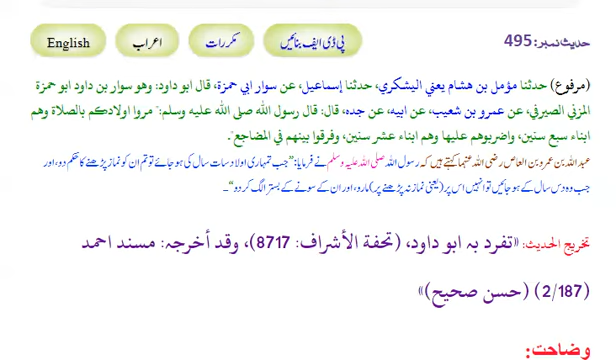 حدیث نمبر: 495
پی ڈی ایف بنائیں
مکررات
اعراب
English
(مرفوع) حدثنا مؤمل بن هشام يعني اليشكري، حدثنا إسماعيل، عن سوار ابي حمزة، قال ابو داود: وهو سوار بن داود ابو حمزة
المزني الصيرفي، عن عمرو بن شعيب، عن ابيه، عن جده، قال: قال رسول الله صلى الله عليه وسلم:" مروا اولادكم بالصلاة وهم
ابناء سبع سنين، واضربوهم عليها وهم ابناء عشر سنين، وفرقوا بينهم في المضاجع".
عبداللہ بن عمرو بن العاص رضی اللہ عنہما کہتے ہیں کہ رسول اللہ صلی اللہ علیہ وسلم نے فرمایا: ”جب تمہاری اولاد سات سال کی ہو جائے تو تم ان کو نماز پڑھنے کا حکم دو، اور
جب وہ دس سال کے ہو جائیں تو انہیں اس پر (یعنی نماز نہ پڑھنے پر) مارو، اور ان کے سونے کے بستر الگ کر دو“۔
تخریج الحدیث: «تفرد بہ ابو داود، (تحفة الأشراف: 8717)، وقد أخرجہ: مسند احمد
(2/187) (حسن صحیح)»
وضاحت: